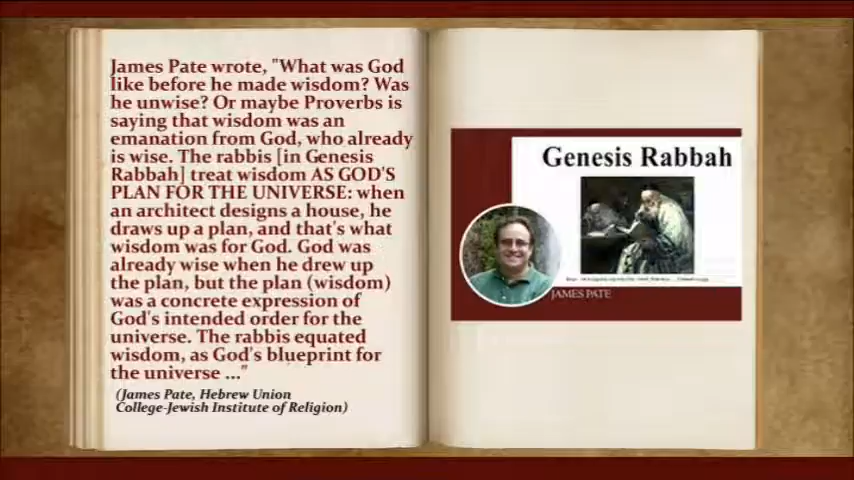 James Pate wrote, "What was God
like before he made wisdom? Was
he unwise? Or maybe Proverbs is
saying that wisdom was an
emanation from God, who already
is wise. The rabbis [in Genesis
Rabbah] treat wisdom AS GOD'S
PLAN FOR THE UNIVERSE: when
an architect designs a house, he
draws up a plan, and that's what
wisdom was for God. God was
already wise when he drew up
the plan, but the plan (wisdom)
was a concrete expression of
God's intended order for the
universe. The rabbis equated
wisdom, as God's blueprint for
the universe ..."
(James Pate, Hebrew Union
College-Jewish Institute of Religion)
Genesis Rabbah
JAMES PATE